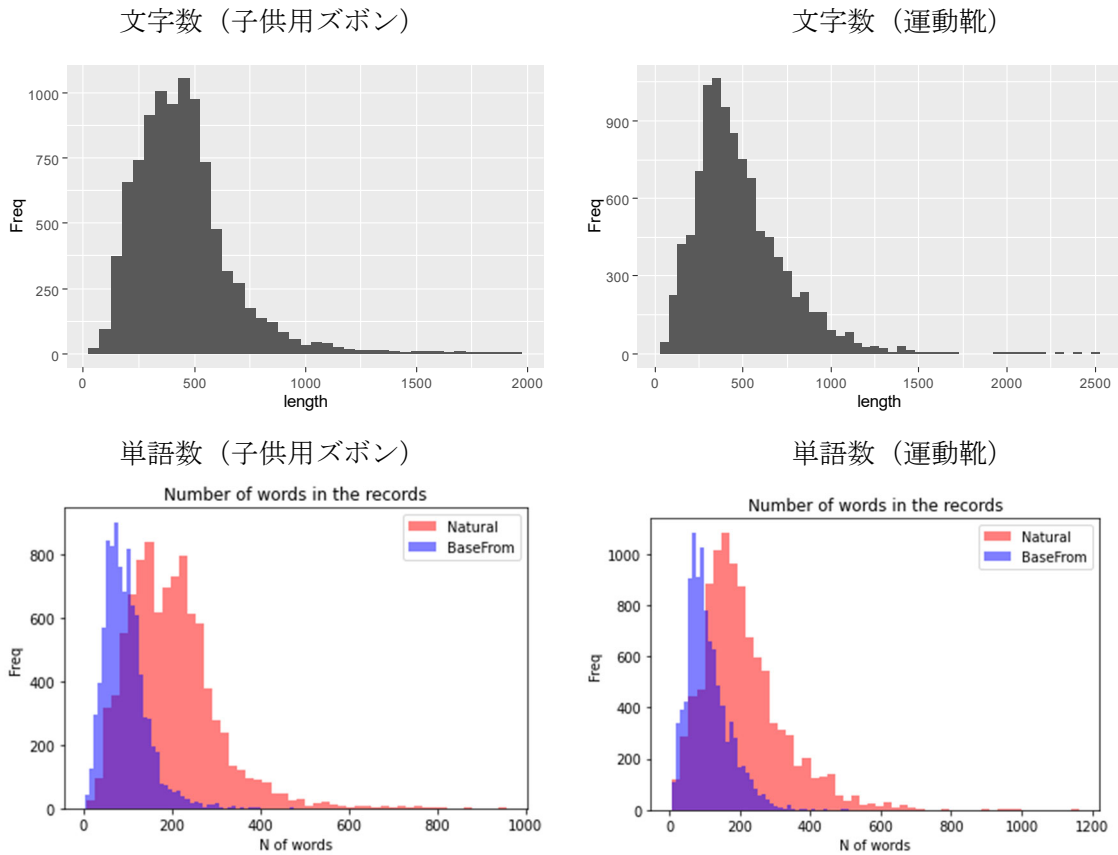 文字数（子供用ズボン）
文字数（運動靴）
1000
750
500
250
0
Freq
0 500 1000 1500 2000
length
900
600
300
0
Freq
0 500 1000 1500 2000 2500
length
単語数（子供用ズボン）
単語数（運動靴）
Number of words in the records
Natural
BaseFrom
800
600
400
200
0
Freq
0 200 400 600 800 1000
N of words
Number of words in the records
Natural
BaseFrom
1000
800
600
400
200
0
Freq
0 200 400 600 800 1000 1200
N of words